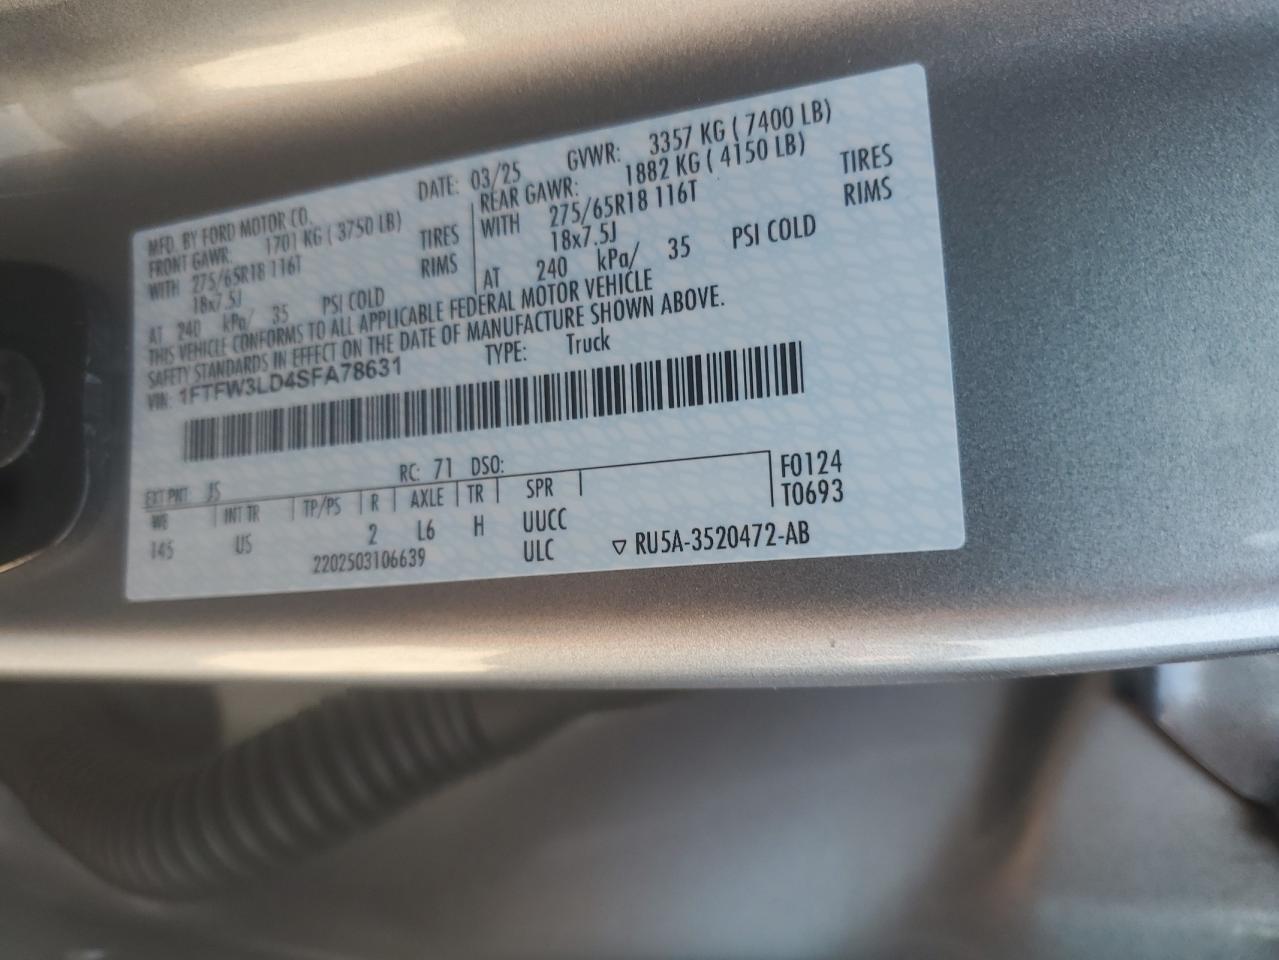 MFD. BY FORD MOTOR CO. DATE: 03/25 GVWR: 3357 KG ( 7400 LB)
FRONT GAWR: 1701 KG ( 3750 LB) REAR GAWR: 1882 KG ( 4150 LB)
WITH 275/65R18 116T TIRES WITH 275/65R18 116T TIRES
18x7.5J RIMS 18x7.5J RIMS
AT 240 kPa/ 35 PSI COLD AT 240 kPa/ 35 PSI COLD
THIS VEHICLE CONFORMS TO ALL APPLICABLE FEDERAL MOTOR VEHICLE
SAFETY STANDARDS IN EFFECT ON THE DATE OF MANUFACTURE SHOWN ABOVE.
VIN: 1FTFW3LD4SFA78631 TYPE: Truck
EXT PNT: JS RC: 71 DSO: F0124
WB INT TR TP/PS R AXLE TR SPR T0693
145 US 2 L6 H UUCC
2202503106639 ULC ▽ RU5A-3520472-AB